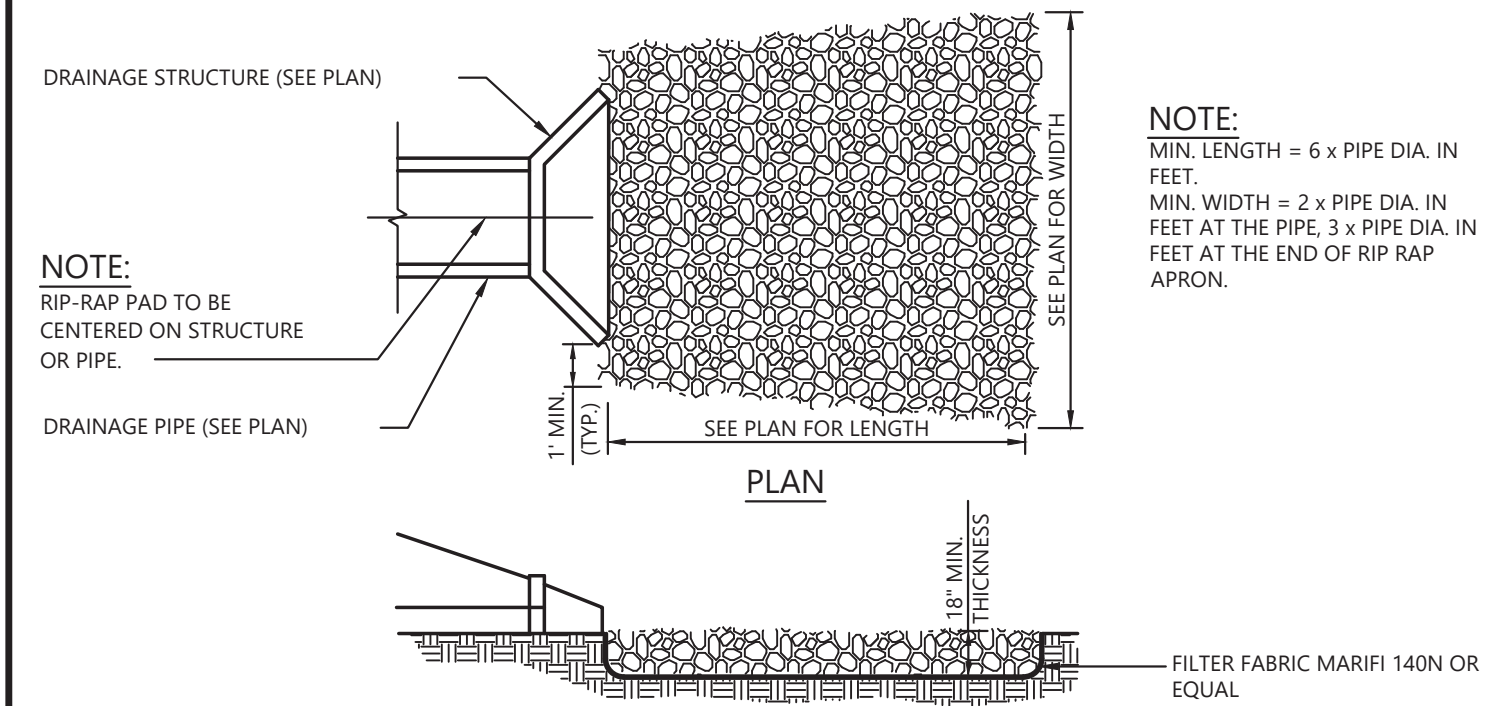 DRAINAGE STRUCTURE (SEE PLAN)
NOTE:
RIP-RAP PAD TO BE
CENTERED ON STRUCTURE
OR PIPE.
DRAINAGE PIPE (SEE PLAN)
1' MIN.
(TYP.)
SEE PLAN FOR LENGTH
SEE PLAN FOR WIDTH
NOTE:
MIN. LENGTH = 6 x PIPE DIA. IN
FEET.
MIN. WIDTH = 2 x PIPE DIA. IN
FEET AT THE PIPE, 3 x PIPE DIA. IN
FEET AT THE END OF RIP RAP
APRON.
PLAN
18" MIN.
THICKNESS
FILTER FABRIC MARIFI 140N OR
EQUAL